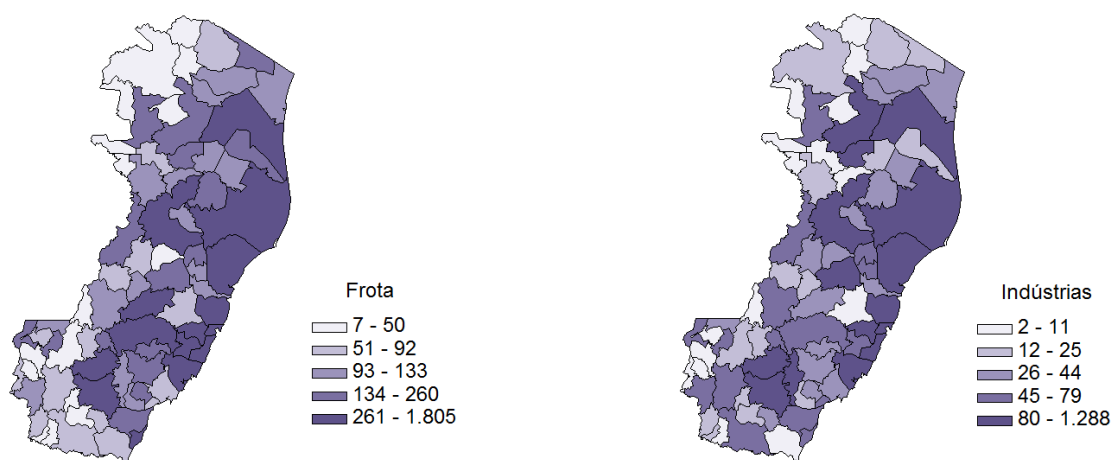 Frota
7 - 50
51 - 92
93 - 133
134 - 260
261 - 1.805
Indústrias
2 - 11
12 - 25
26 - 44
45 - 79
80 - 1.288